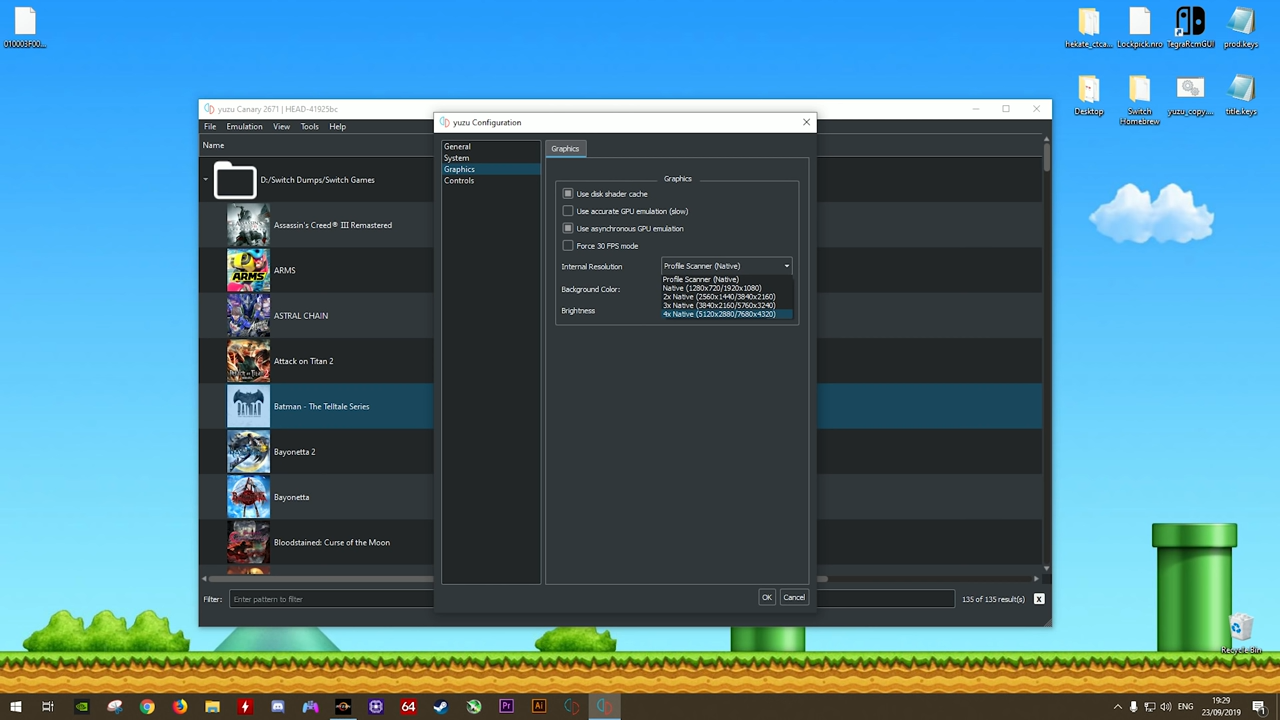 010003F00...
hekate_ctca...
Lockpick.nro
TegraRcmGUI
prod.keys
Desktop
Switch Homebrew
yuzu_copy...
title.keys
yuzu Canary 2671 | HEAD-41925bc
File Emulation View Tools Help
Name
D:/Switch Dumps/Switch Games
Assassin's Creed® III Remastered
ARMS
ASTRAL CHAIN
Attack on Titan 2
Batman - The Telltale Series
Bayonetta 2
Bayonetta
Bloodstained: Curse of the Moon
Filter: Enter pattern to filter
135 of 135 result(s) X
yuzu Configuration
General
System
Graphics
Controls
Graphics
Graphics
Use disk shader cache
Use accurate GPU emulation (slow)
Use asynchronous GPU emulation
Force 30 FPS mode
Internal Resolution Profile Scanner (Native)
Profile Scanner (Native)
Native (1280x720/1920x1080)
2x Native (2560x1440/3840x2160)
3x Native (3840x2160/5760x3240)
4x Native (5120x2880/7680x4320)
Background Color:
Brightness
OK Cancel
Recycle Bin
64
Pr
Ai
ENG
19:29
23/09/2019
1